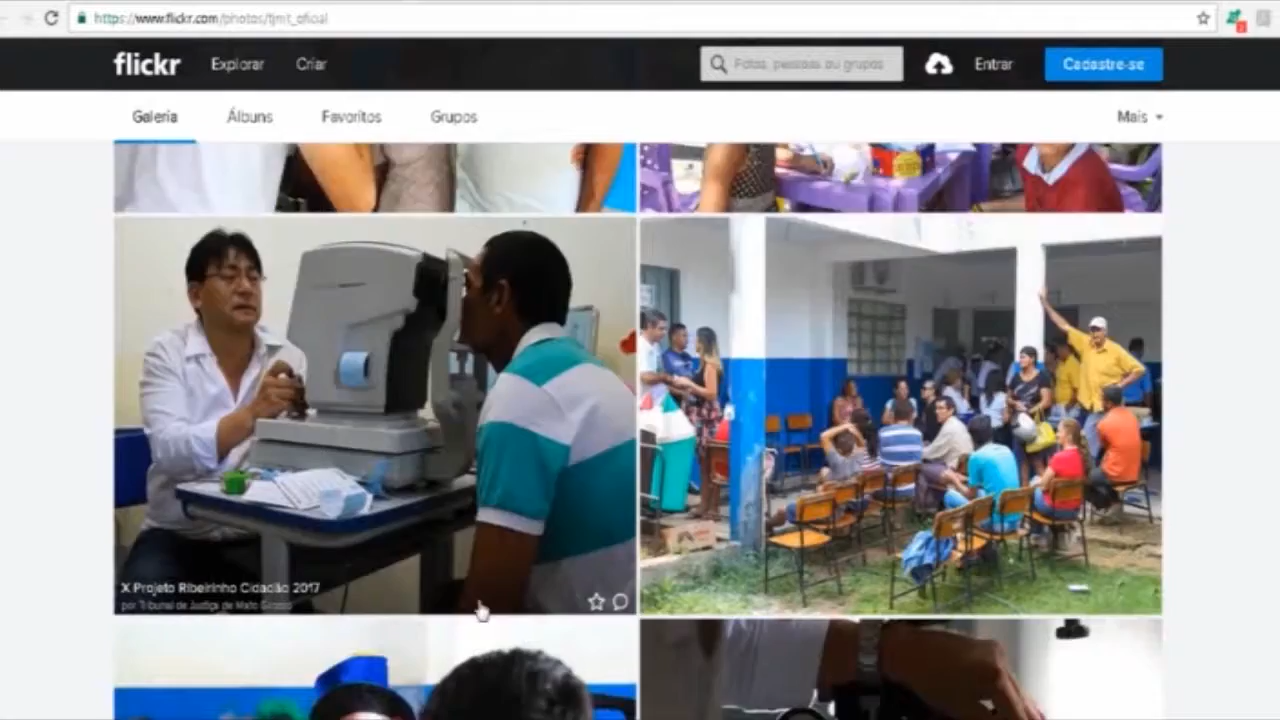 https://www.flickr.com/photos/tjmt_oficial
flickr Explorar Criar Fotos, pessoas ou grupos Entrar Cadastre-se
Galeria Álbuns Favoritos Grupos Mais
X Projeto Ribeirinho Cidadão 2017
por Tribunal de Justiça de Mato Grosso